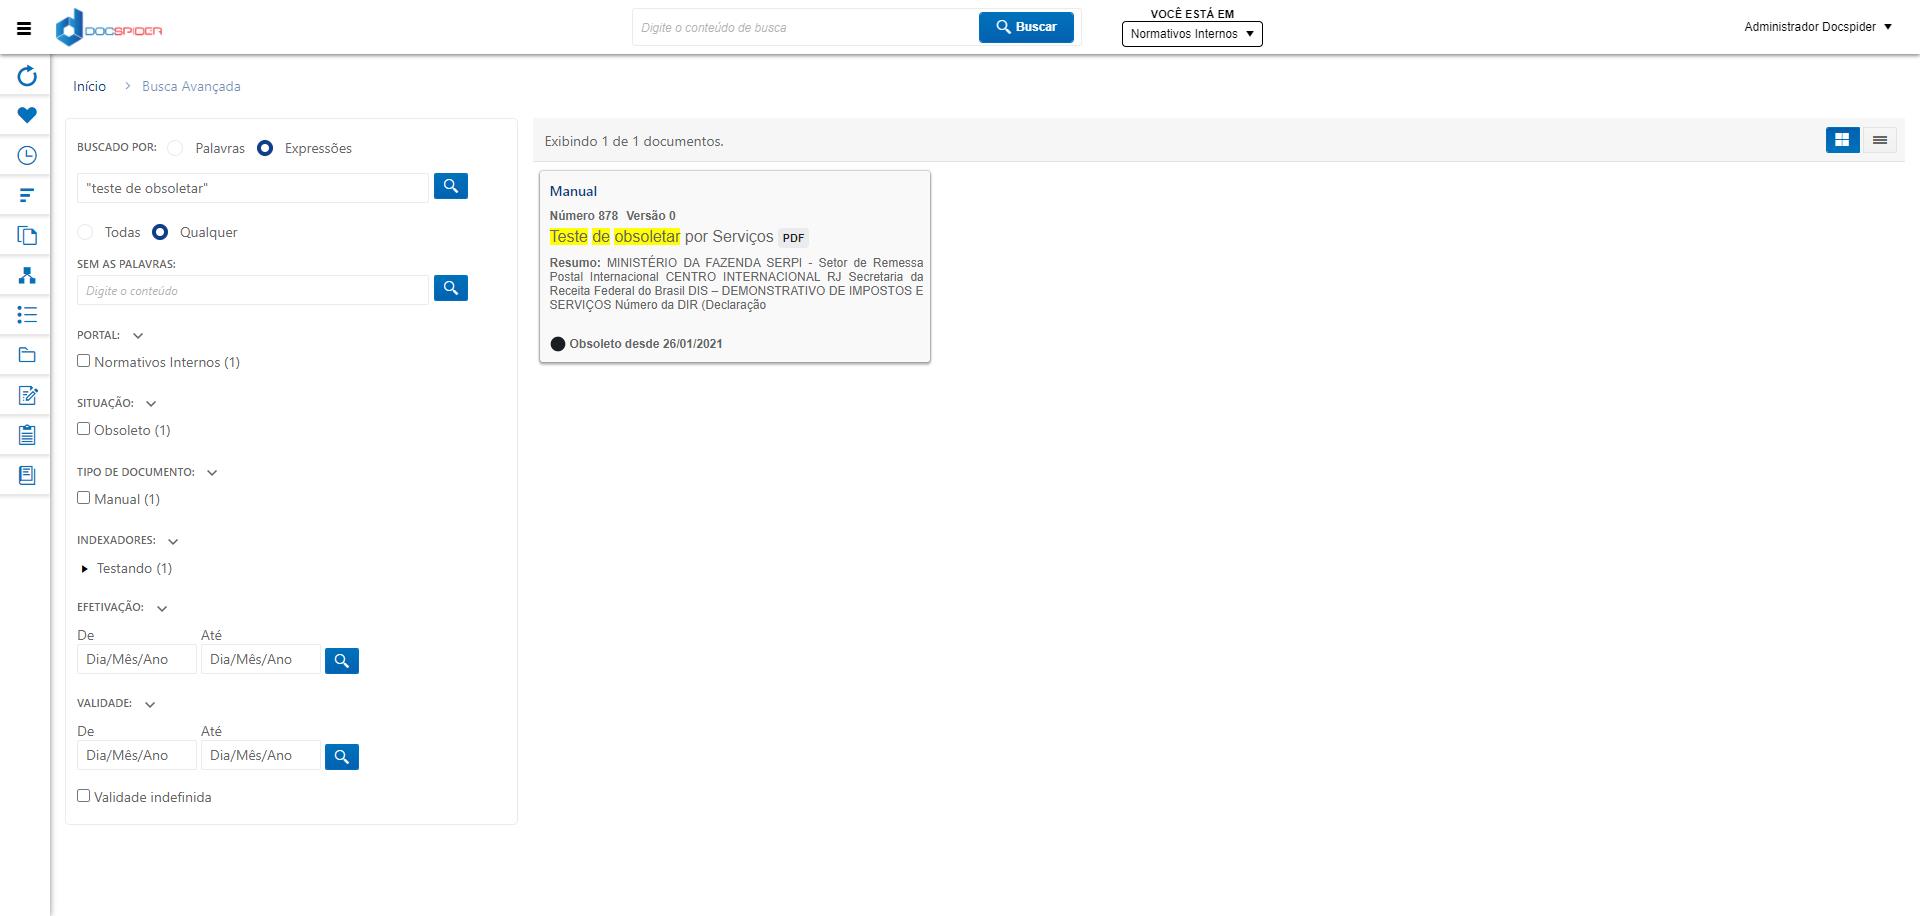 DOCSPIDER
Digite o conteúdo de busca
Buscar
VOCÊ ESTÁ EM
Normativos Internos
Administrador Docspider
Início
Busca Avançada
BUSCADO POR: Palavras Expressões
"teste de obsoletar"
Todas Qualquer
SEM AS PALAVRAS:
Digite o conteúdo
PORTAL:
Normativos Internos (1)
SITUAÇÃO:
Obsoleto (1)
TIPO DE DOCUMENTO:
Manual (1)
INDEXADORES:
Testando (1)
EFETIVAÇÃO:
De Até
Dia/Mês/Ano Dia/Mês/Ano
VALIDADE:
De Até
Dia/Mês/Ano Dia/Mês/Ano
Validade indefinida
Exibindo 1 de 1 documentos.
Manual
Número 878 Versão 0
Teste de obsoletar por Serviços PDF
Resumo: MINISTÉRIO DA FAZENDA SERPI - Setor de Remessa
Postal Internacional CENTRO INTERNACIONAL RJ Secretaria da
Receita Federal do Brasil DIS – DEMONSTRATIVO DE IMPOSTOS E
SERVIÇOS Número da DIR (Declaração
Obsoleto desde 26/01/2021